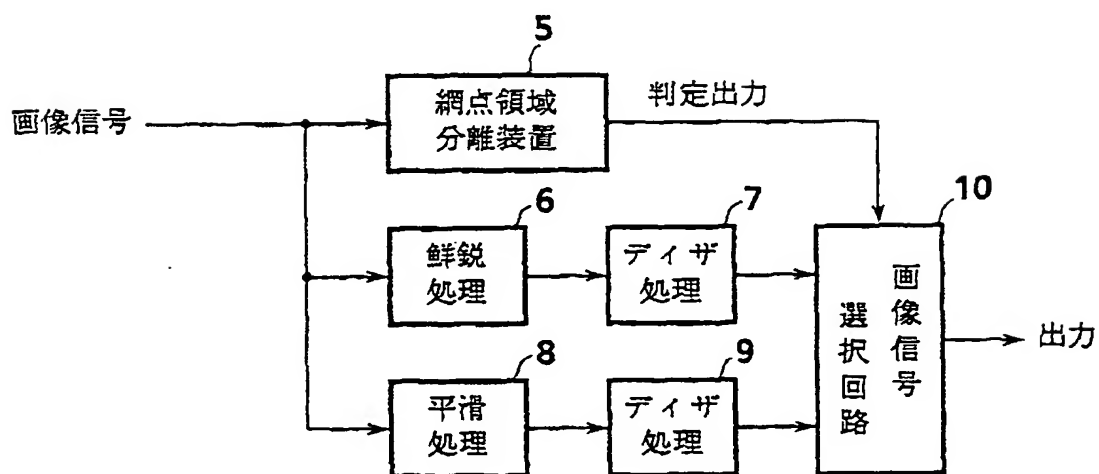 5
画像信号
網点領域
分離装置
判定出力
6
鮮鋭
処理
7
ディザ
処理
10
画像信号
選択回路
出力
8
平滑
処理
9
ディザ
処理